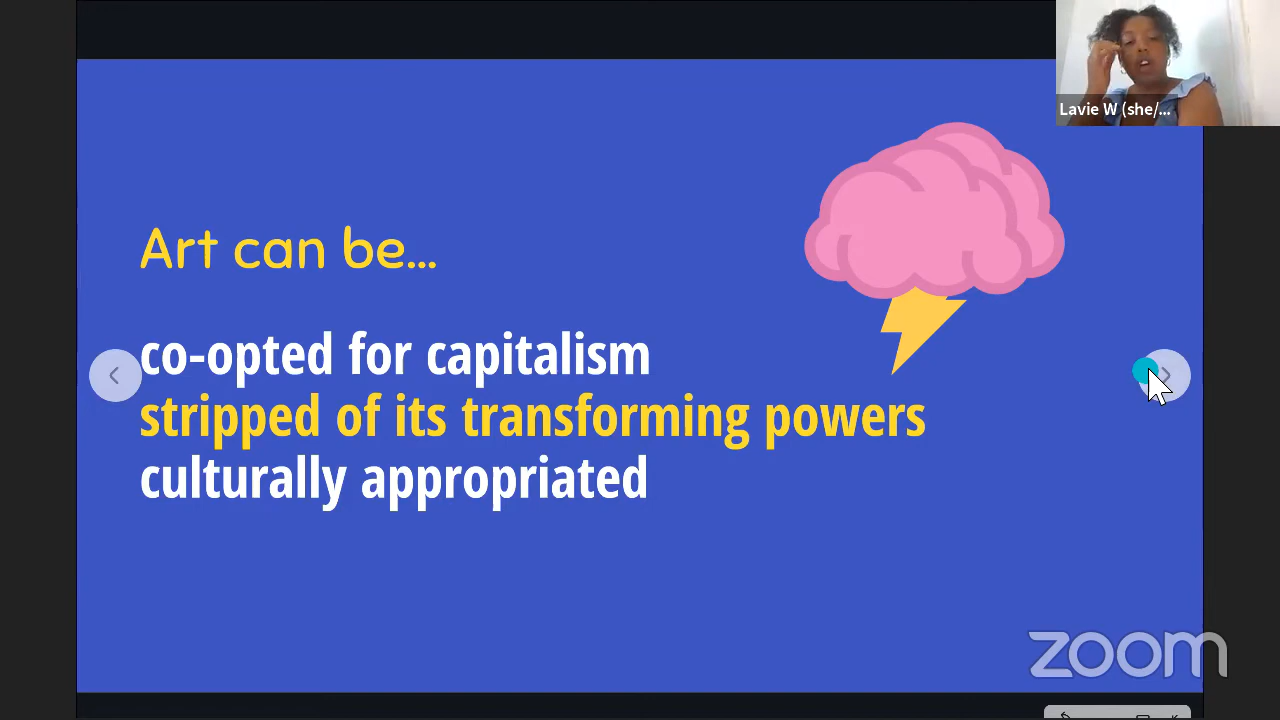 Lavie W (she/...
Art can be...
co-opted for capitalism
stripped of its transforming powers
culturally appropriated
zoom